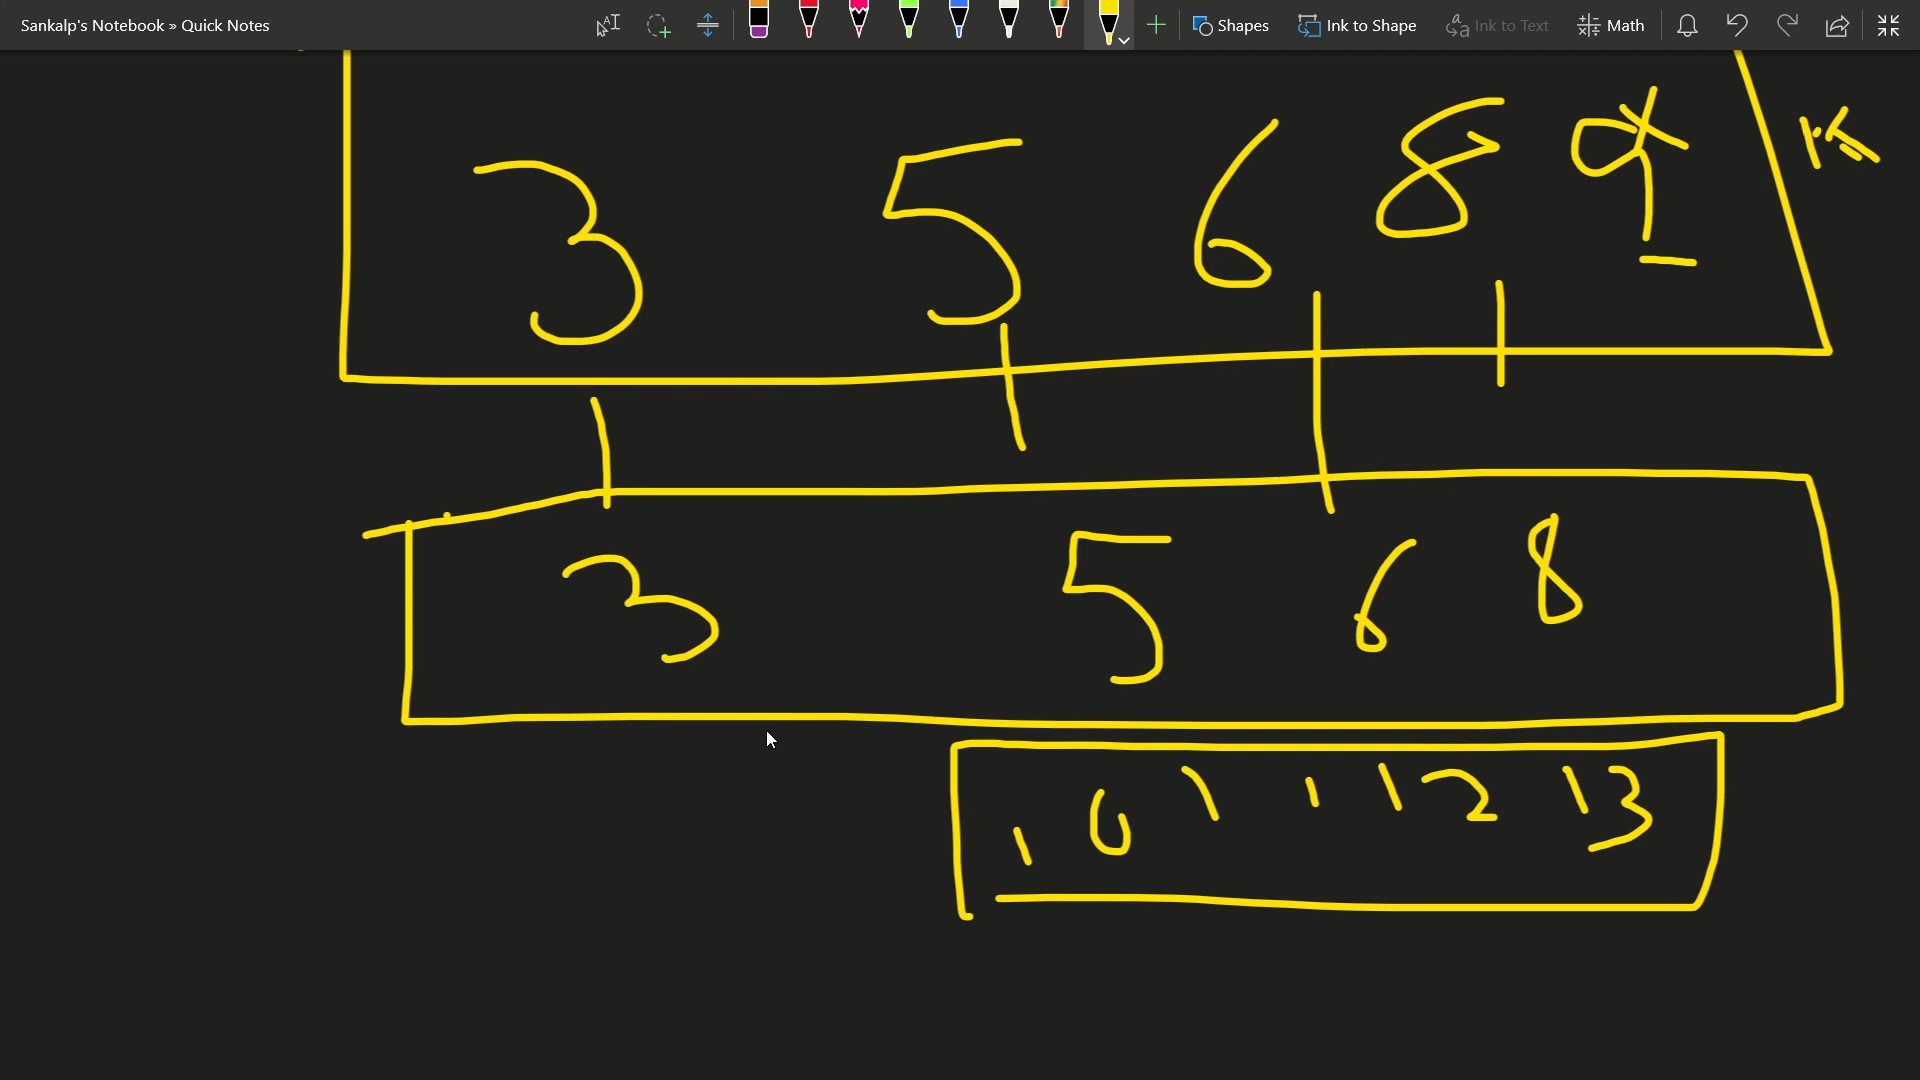 Sankalp's Notebook » Quick Notes Shapes Ink to Shape Ink to Text Math
3 5 6 8 9
3 5 6 8
10 11 12 13